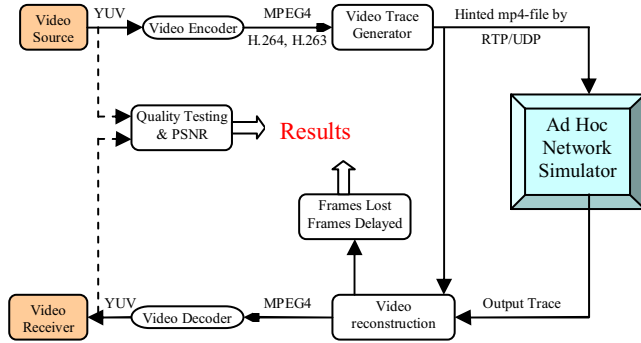 Video
Source
YUV
Video Encoder
MPEG4
H.264, H.263
Video Trace
Generator
Hinted mp4-file by
RTP/UDP
Quality Testing
& PSNR
Results
Ad Hoc
Network
Simulator
Frames Lost
Frames Delayed
Video
Receiver
YUV
Video Decoder
MPEG4
Video
reconstruction
Output Trace